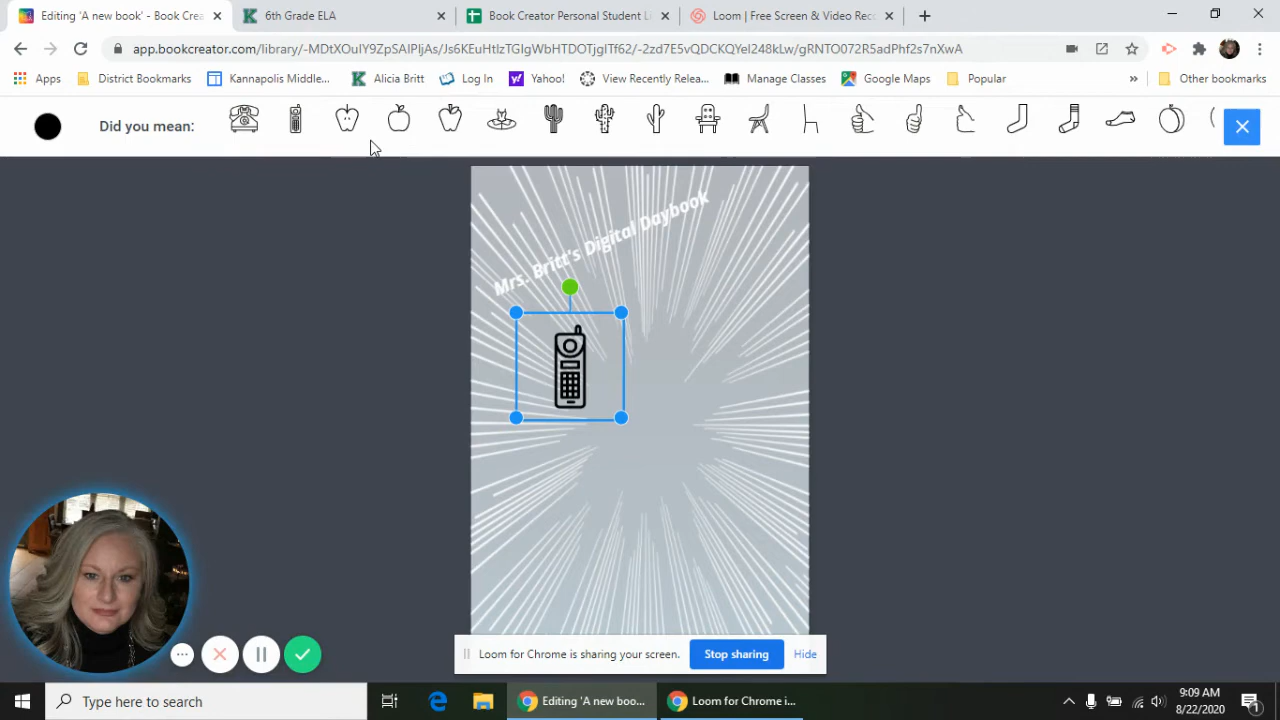 Editing 'A new book' - Book Crea
6th Grade ELA
Book Creator Personal Student Li
Loom | Free Screen & Video Reco
app.bookcreator.com/library/-MDtXOuIY9ZpSAIPljAs/Js6KEuHtlzTGlgWbHTDOTjgITf62/-2zd7E5vQDCKQYel248kLw/gRNTO072R5adPhf2s7nXwA
Apps
District Bookmarks
Kannapolis Middle...
Alicia Britt
Log In
Yahoo!
View Recently Relea...
Manage Classes
Google Maps
Popular
»
Other bookmarks
Did you mean:
Mrs. Britt's Digital Daybook
Loom for Chrome is sharing your screen.
Stop sharing
Hide
Type here to search
Editing 'A new boo...
Loom for Chrome i...
9:09 AM
8/22/2020
1